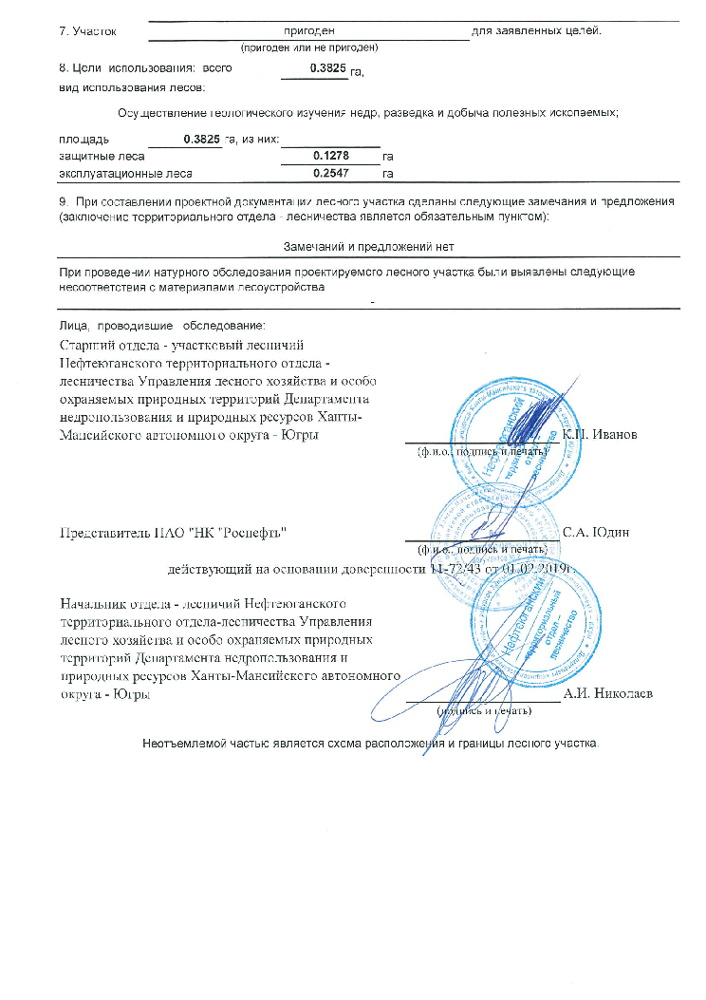 7. Участок пригоден для заявленных целей.
(пригоден или не пригоден)
8. Цели использования: всего 0.3825 га,
вид использования лесов:
Осуществление геологического изучения недр, разведка и добыча полезных ископаемых;
площадь 0.3825 га, из них:
защитные леса 0.1278 га
эксплуатационные леса 0.2547 га
9. При составлении проектной документации лесного участка сделаны следующие замечания и предложения
(заключение территориального отдела - лесничества является обязательным пунктом):
Замечаний и предложений нет
При проведении натурного обследования проектируемого лесного участка были выявлены следующие
несоответствия с материалами лесоустройства
-
Лица, проводившие обследование:
Старший отдела - участковый лесничий
Нефтеюганского территориального отдела -
лесничества Управления лесного хозяйства и особо
охраняемых природных территорий Департамента
недропользования и природных ресурсов Ханты-
Мансийского автономного округа - Югры
К.П. Иванов
(ф.и.о., подпись и печать)
Нефтеюганский
территориальный
отдел -
лесничество
Представитель ПАО "НК "Роснефть"
С.А. Юдин
(ф.и.о., подпись и печать)
действующий на основании доверенности 11-72/43 от 01.02.2019г.
Начальник отдела - лесничий Нефтеюганского
территориального отдела-лесничества Управления
лесного хозяйства и особо охраняемых природных
территорий Департамента недропользования и
природных ресурсов Ханты-Мансийского автономного
округа - Югры
А.И. Николаев
(подпись и печать)
Нефтеюганский
территориальный
отдел -
лесничество
Неотъемлемой частью является схема расположения и границы лесного участка.